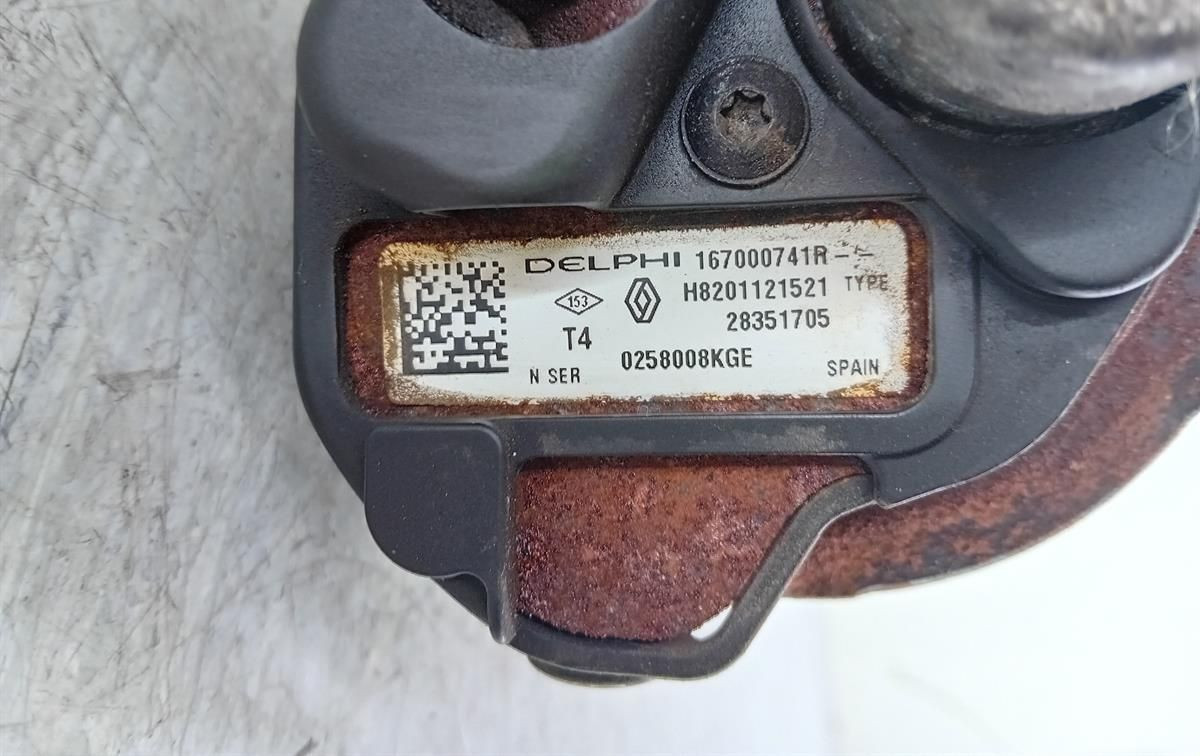 DELPHI 167000741R--
153 H8201121521 TYPE
T4 28351705
N SER 0258008KGE SPAIN